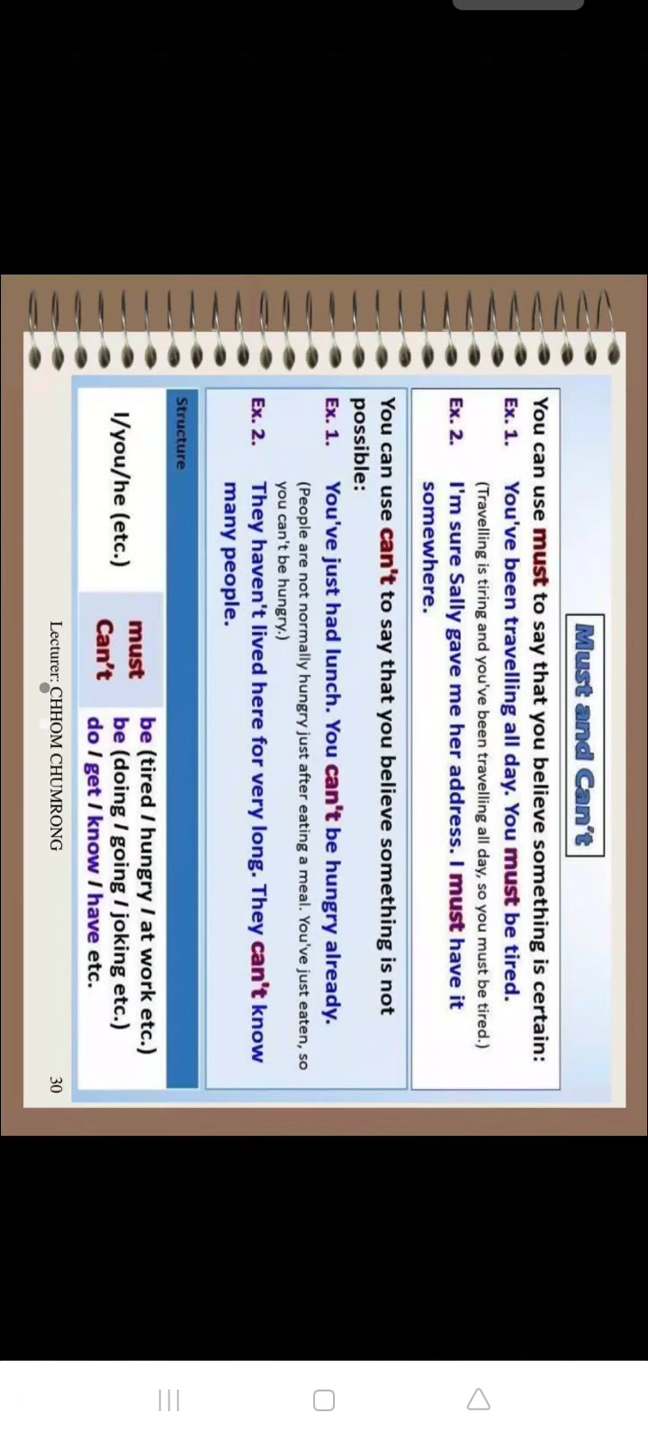 Must and Can't
You can use must to say that you believe something is certain:
Ex. 1. You've been travelling all day. You must be tired.
(Travelling is tiring and you've been travelling all day, so you must be tired.)
Ex. 2. I'm sure Sally gave me her address. I must have it
somewhere.
You can use can't to say that you believe something is not
possible:
Ex. 1. You've just had lunch. You can't be hungry already.
(People are not normally hungry just after eating a meal. You've just eaten, so
you can't be hungry.)
Ex. 2. They haven't lived here for very long. They can't know
many people.
Structure
I/you/he (etc.)
must
Can't
be (tired / hungry / at work etc.)
be (doing / going / joking etc.)
do / get / know / have etc.
Lecturer: CHHOM CHUMRONG 30